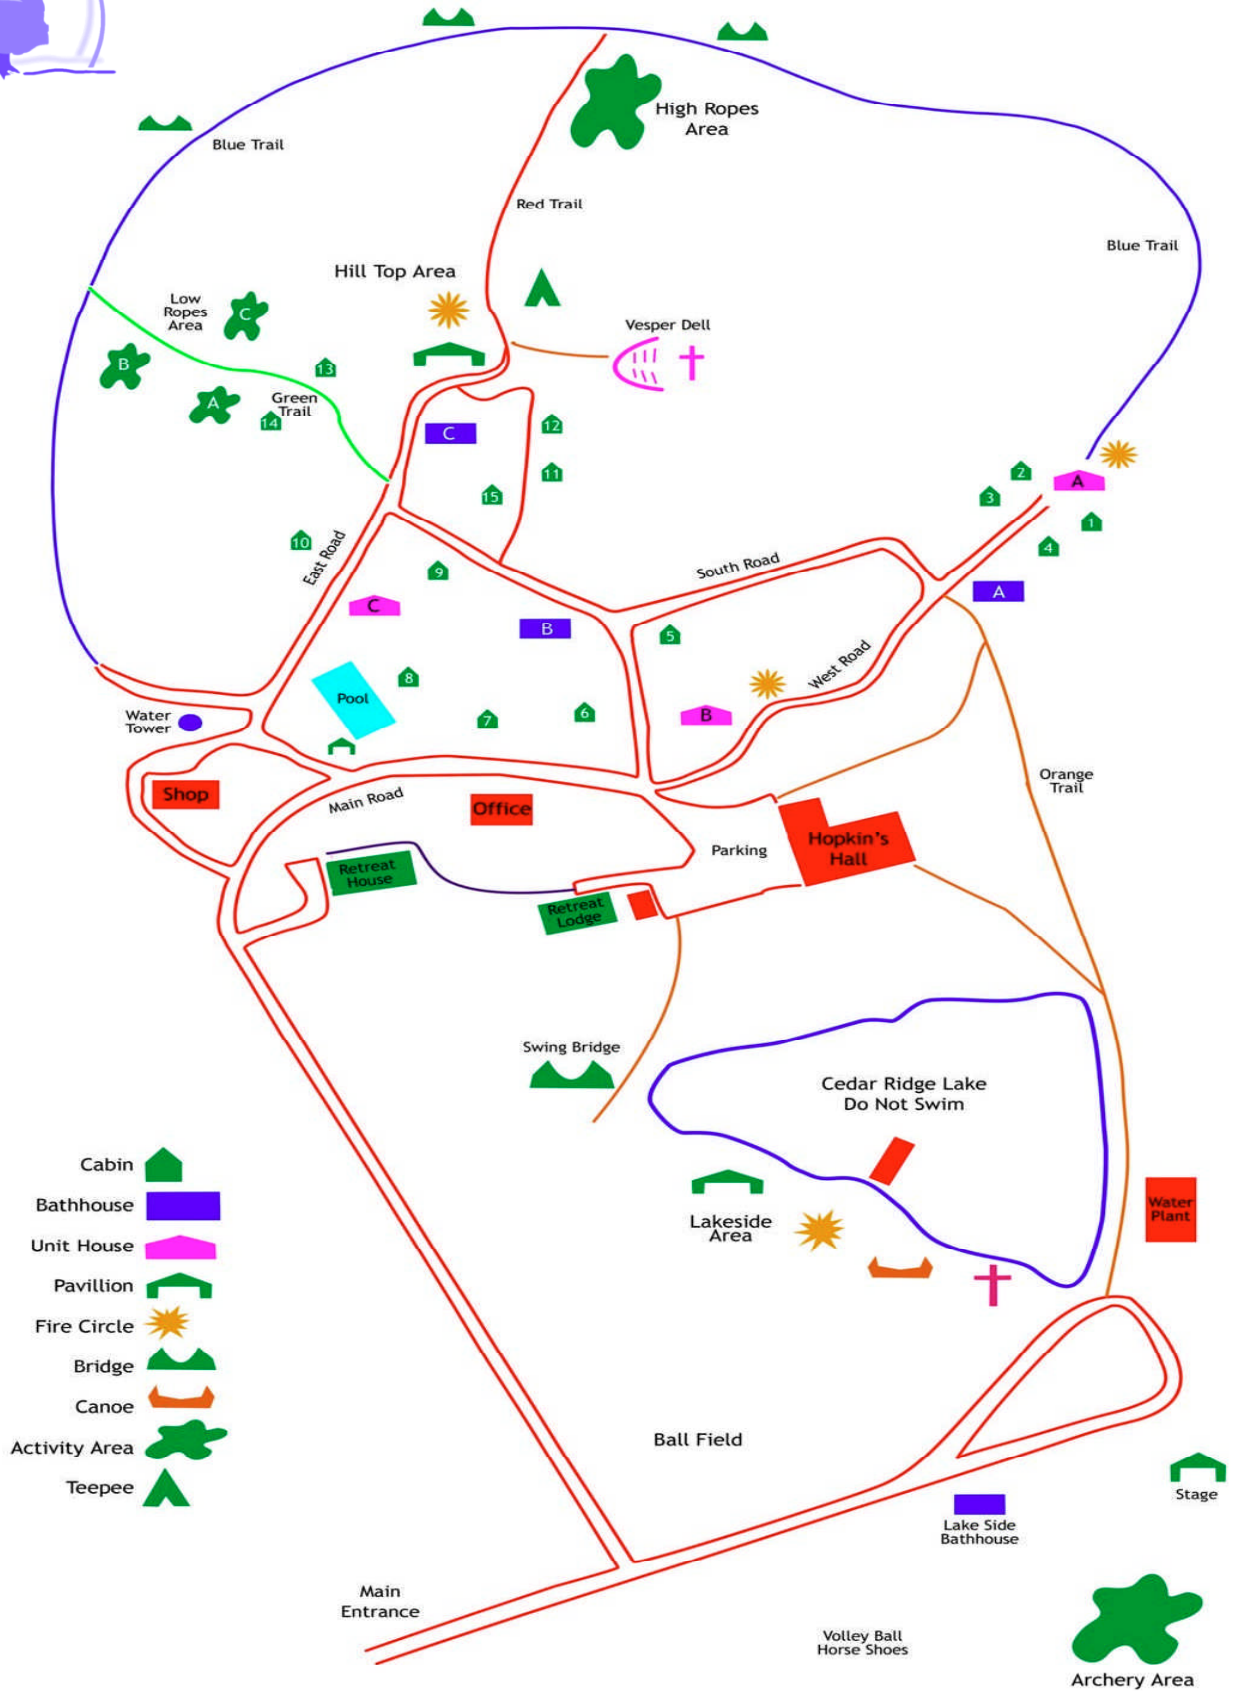 High Ropes
Area
Blue Trail
Red Trail
Blue Trail
Hill Top Area
Low
Ropes
Area
C
Vesper Dell
B
13
Green
Trail
A
14
12
C
11
15
2
3
A
1
4
10
East Road
9
South Road
A
C
B
5
West Road
8
Pool
7
6
B
Water
Tower
Shop
Main Road
Office
Orange
Trail
Parking
Hopkin's
Hall
Retreat
House
Retreat
Lodge
Swing Bridge
Cedar Ridge Lake
Do Not Swim
Lakeside
Area
Water
Plant
Cabin
Bathhouse
Unit House
Pavillion
Fire Circle
Bridge
Canoe
Activity Area
Teepee
Ball Field
Stage
Lake Side
Bathhouse
Main
Entrance
Volley Ball
Horse Shoes
Archery Area